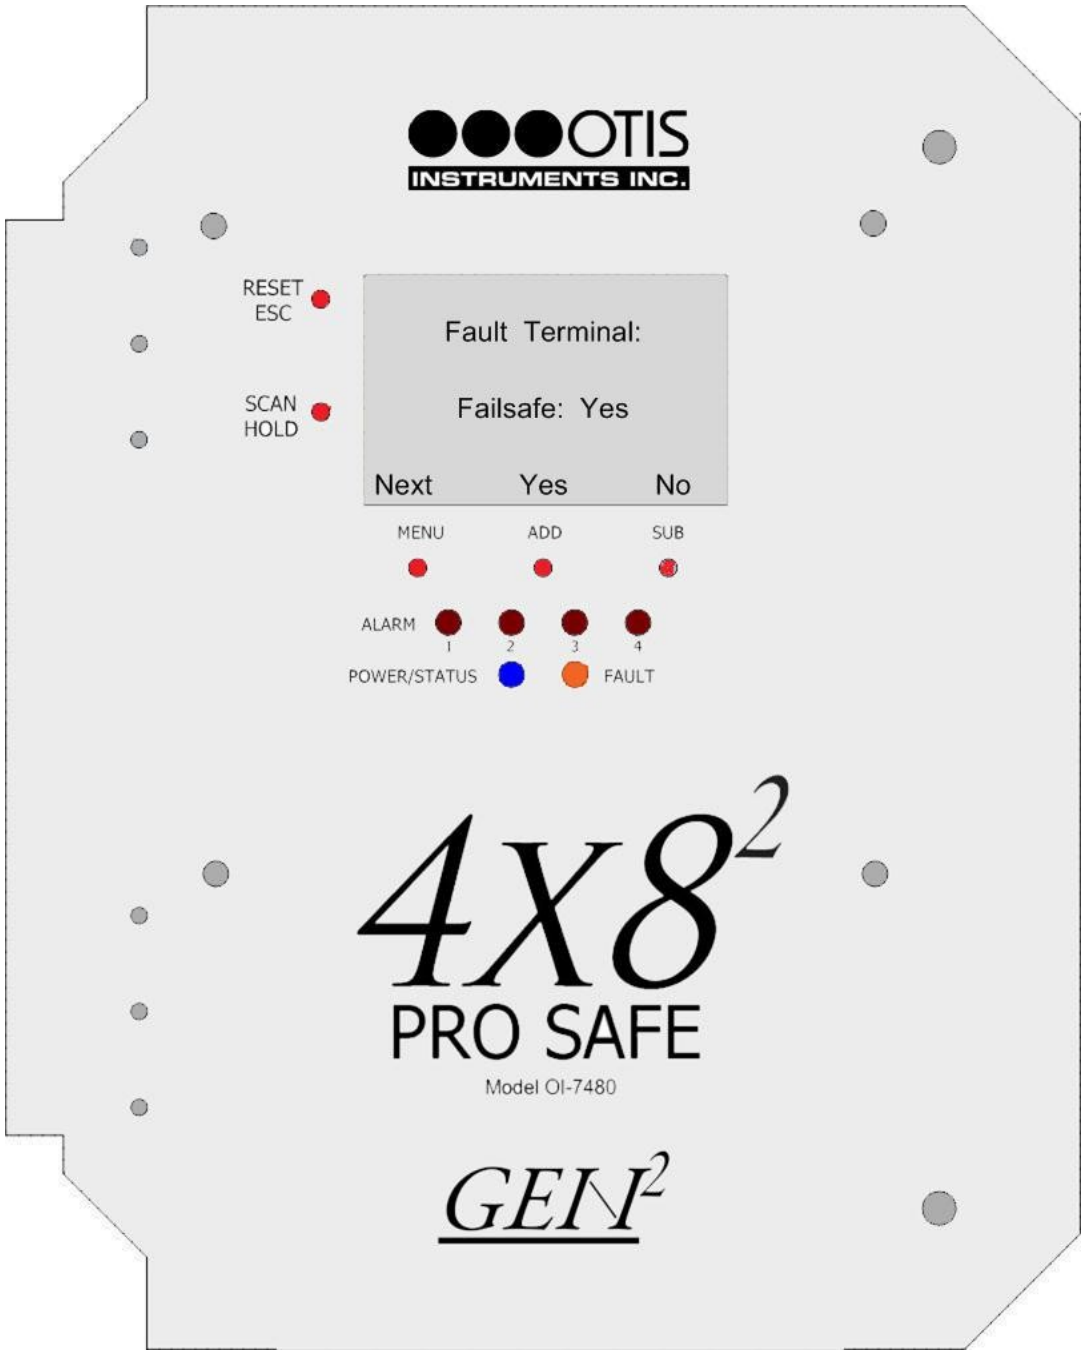 OTIS
INSTRUMENTS INC.
RESET
ESC
Fault Terminal:
SCAN
HOLD
Failsafe: Yes
Next Yes No
MENU ADD SUB
ALARM
1 2 3 4
POWER/STATUS FAULT
4X8²
PRO SAFE
Model OI-7480
GEN²